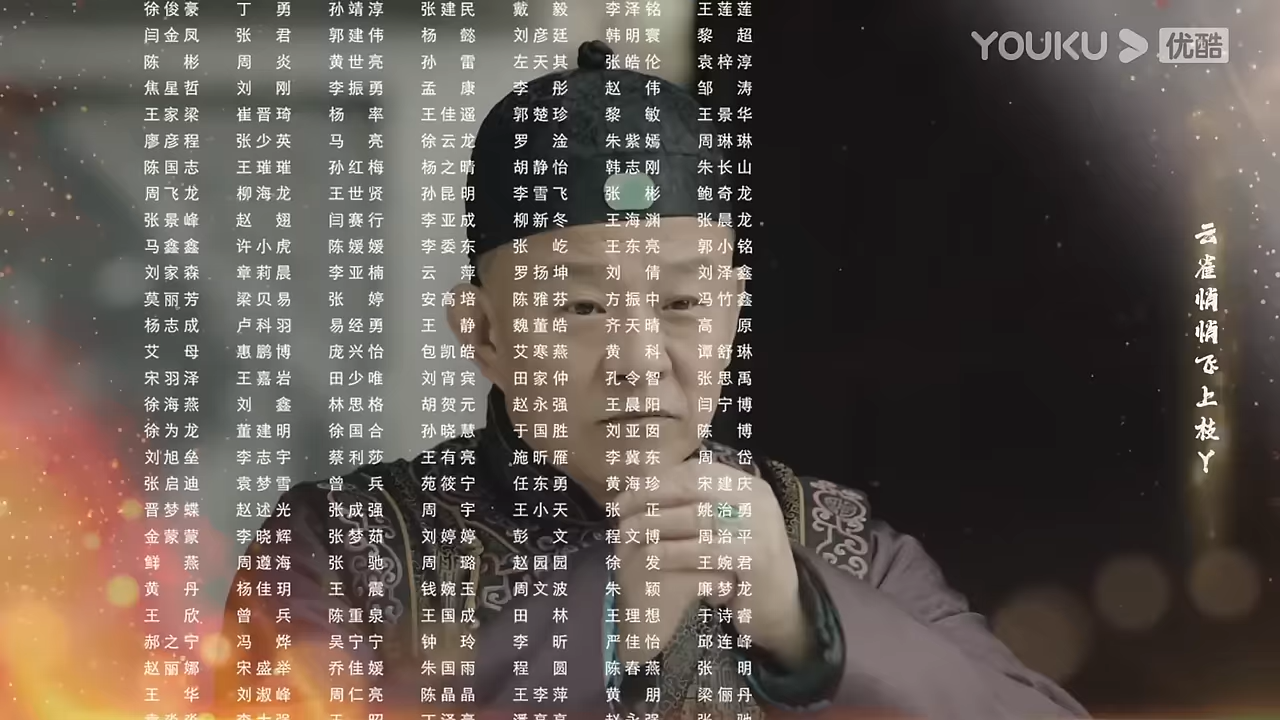 徐俊豪 丁勇 孙靖淳 张建民 戴毅 李泽铭 王莲莲
闫金凤 张君 郭建伟 杨懿 刘彦廷 韩明寰 黎超
陈彬 周炎 黄世亮 孙雷 左天其 张皓伦 袁梓淳
焦星哲 刘刚 李振勇 孟康 李彤 赵伟 邹涛
王家梁 崔晋琦 杨率 王佳遥 郭楚珍 黎敏 王景华
廖彦程 张少英 马亮 徐云龙 罗淦 朱紫嫣 周琳琳
陈国志 王璀璀 孙红梅 杨之晴 胡静怡 韩志刚 朱长山
周飞龙 柳海龙 王世贤 孙昆明 李雪飞 张彬 鲍奇龙
张景峰 赵翅 闫赛行 李亚成 柳新冬 王海渊 张晨龙
马鑫鑫 许小虎 陈媛媛 李委东 张屹 王东亮 郭小铭
刘家森 章莉晨 李亚楠 云萍 罗扬坤 刘倩 刘泽鑫
莫丽芳 梁贝易 张婷 安高培 陈雅芬 方振中 冯竹鑫
杨志成 卢科羽 易经勇 王静 魏董皓 齐天晴 高原
艾母 惠鹏博 庞兴怡 包凯皓 艾寒燕 黄科 谭舒琳
宋羽泽 王嘉岩 田少唯 刘宵宾 田家仲 孔令智 张思禹
徐海燕 刘鑫 林思格 胡贺元 赵永强 王晨阳 闫宁博
徐为龙 董建明 徐国合 孙晓慧 于国胜 刘亚囡 陈博
刘旭垒 李志宇 蔡利莎 王有亮 施昕雁 李冀东 周岱
张启迪 袁梦雪 曾兵 苑筱宁 任东勇 黄海珍 宋建庆
晋梦蝶 赵述光 张成强 周宇 王小天 张正 姚治勇
金蒙蒙 李晓辉 张梦茹 刘婷婷 彭文 程文博 周治平
鲜燕 周遵海 张驰 周璐 赵园园 徐发 王婉君
黄丹 杨佳玥 王震 钱婉玉 周文波 朱颖 廉梦龙
王欣 曾兵 陈重泉 王国成 田林 王理想 于诗睿
郝之宁 冯烨 吴宁宁 钟玲 李昕 严佳怡 邱连峰
赵丽娜 宋盛举 乔佳媛 朱国雨 程圆 陈春燕 张明
王华 刘淑峰 周仁亮 陈晶晶 王李萍 黄朋 梁俪丹
YOUKU 优酷
云雀悄悄飞上枝丫